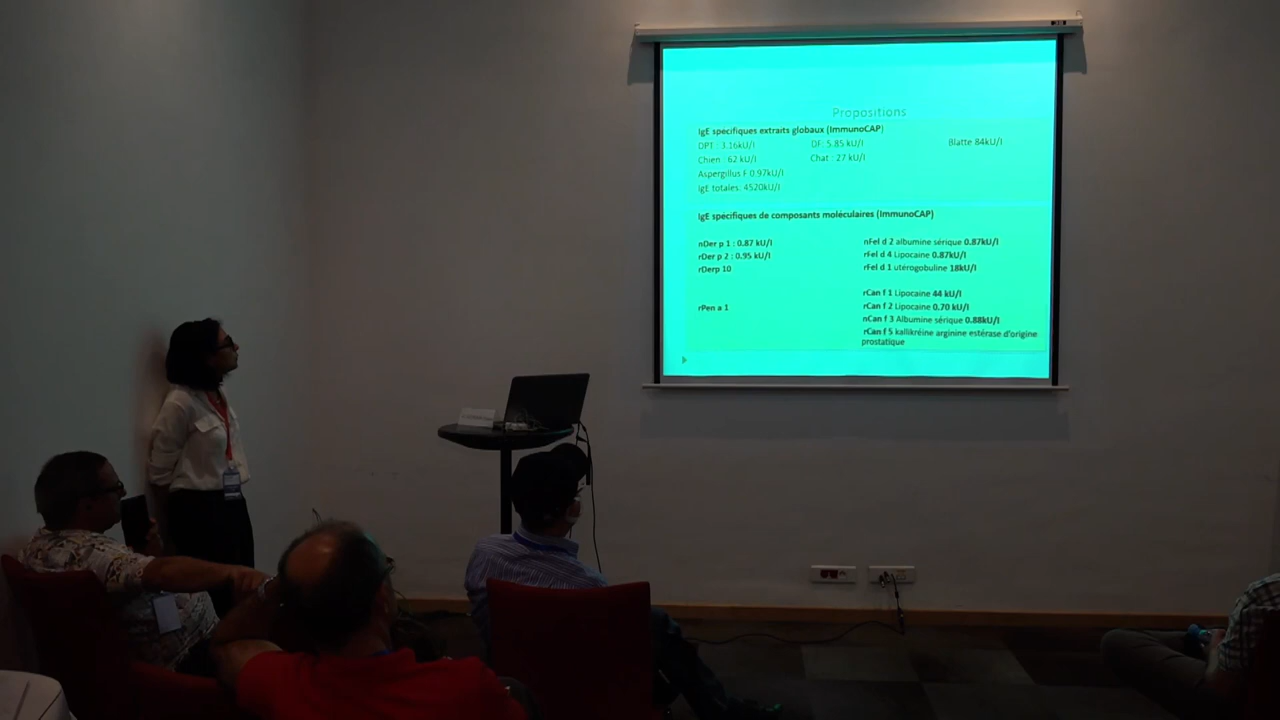 Propositions
IgE spécifiques extraits globaux (ImmunoCAP)
DPT : 3.16kU/l DF: 5.85 kU/l Blatte 84kU/l
Chien : 62 kU/l Chat : 27 kU/l
Aspergillus F 0.97kU/l
IgE totales: 4520kU/l
IgE spécifiques de composants moléculaires (ImmunoCAP)
nDer p 1 : 0.87 kU/l
rDer p 2 : 0.95 kU/l
rDerp 10
rPen a 1
nFel d 2 albumine sérique 0.87kU/l
rFel d 4 Lipocaine 0.87kU/l
rFel d 1 utérogobuline 18kU/l
rCan f 1 Lipocaine 44 kU/l
rCan f 2 Lipocaine 0.70 kU/l
nCan f 3 Albumine sérique 0.88kU/l
rCan f 5 kallikréine arginine estérase d'origine
prostatique